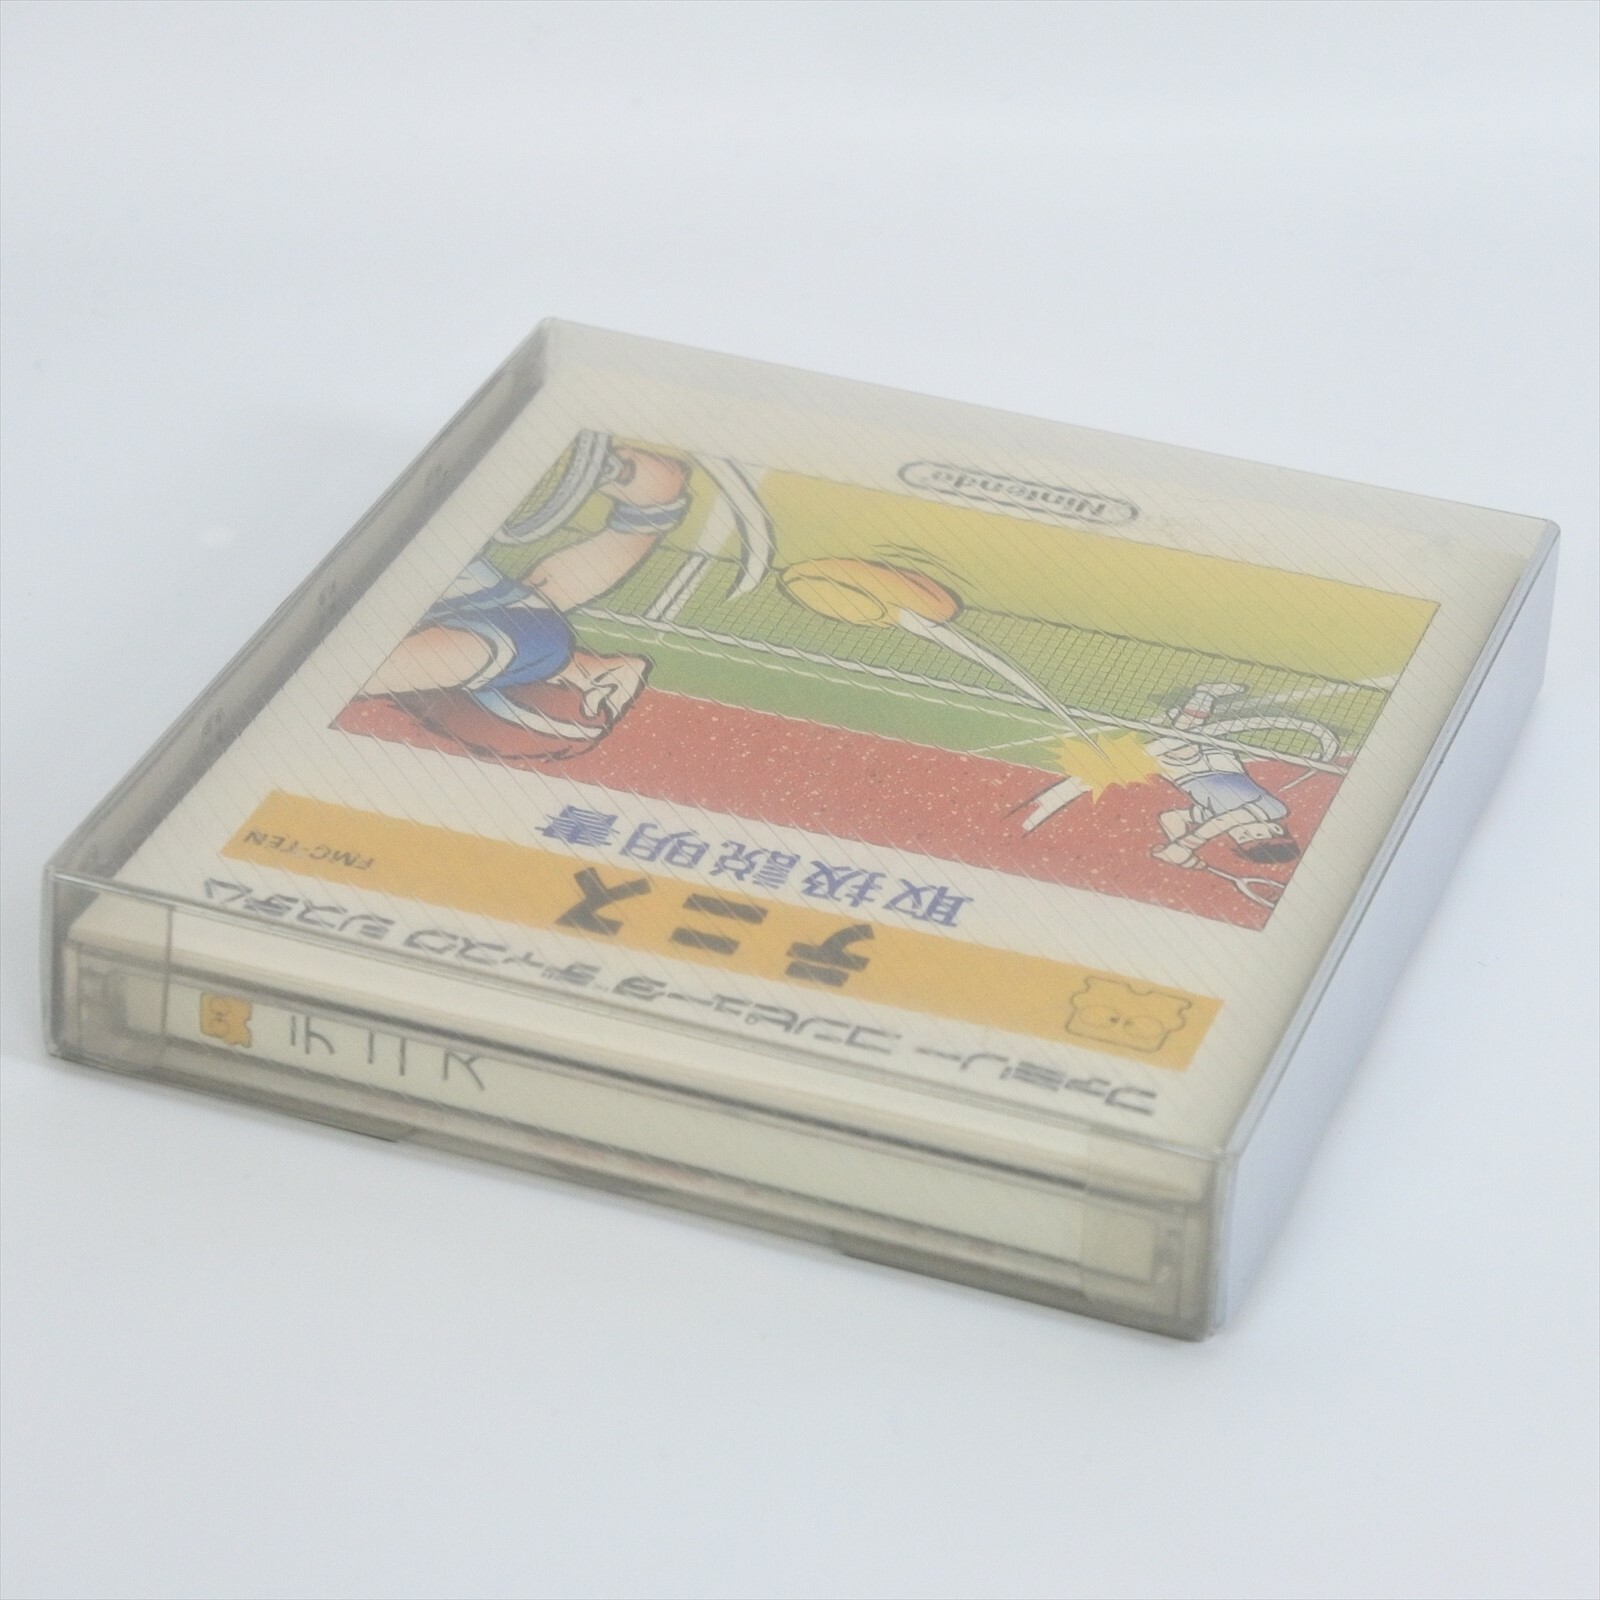 ファミリー コンピュータ ディスク システム
テニス
FMC-TEN
取扱説明書
Nintendo
テニス